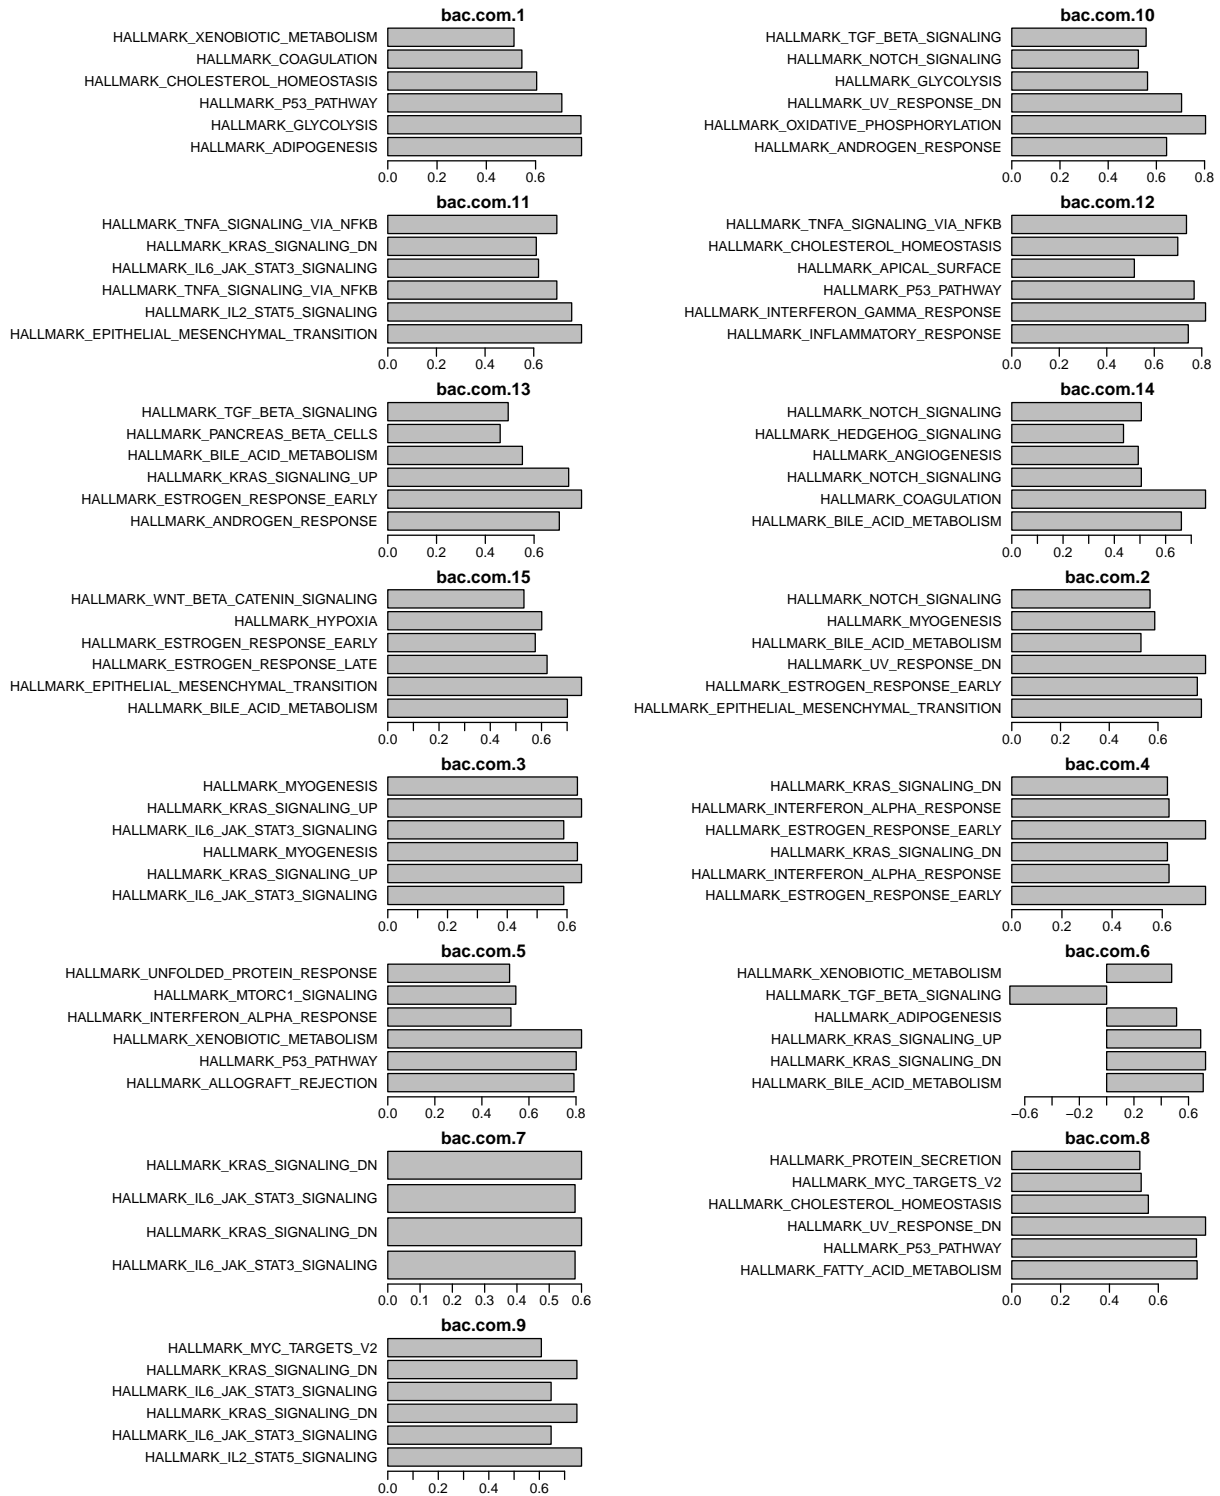 bac.com.1
HALLMARK_XENOBIOTIC_METABOLISM
HALLMARK_COAGULATION
HALLMARK_CHOLESTEROL_HOMEOSTASIS
HALLMARK_P53_PATHWAY
HALLMARK_GLYCOLYSIS
HALLMARK_ADIPOGENESIS
0.0 0.2 0.4 0.6
bac.com.10
HALLMARK_TGF_BETA_SIGNALING
HALLMARK_NOTCH_SIGNALING
HALLMARK_GLYCOLYSIS
HALLMARK_UV_RESPONSE_DN
HALLMARK_OXIDATIVE_PHOSPHORYLATION
HALLMARK_ANDROGEN_RESPONSE
0.0 0.2 0.4 0.6 0.8
bac.com.11
HALLMARK_TNFA_SIGNALING_VIA_NFKB
HALLMARK_KRAS_SIGNALING_DN
HALLMARK_IL6_JAK_STAT3_SIGNALING
HALLMARK_TNFA_SIGNALING_VIA_NFKB
HALLMARK_IL2_STAT5_SIGNALING
HALLMARK_EPITHELIAL_MESENCHYMAL_TRANSITION
0.0 0.2 0.4 0.6
bac.com.12
HALLMARK_TNFA_SIGNALING_VIA_NFKB
HALLMARK_CHOLESTEROL_HOMEOSTASIS
HALLMARK_APICAL_SURFACE
HALLMARK_P53_PATHWAY
HALLMARK_INTERFERON_GAMMA_RESPONSE
HALLMARK_INFLAMMATORY_RESPONSE
0.0 0.2 0.4 0.6 0.8
bac.com.13
HALLMARK_TGF_BETA_SIGNALING
HALLMARK_PANCREAS_BETA_CELLS
HALLMARK_BILE_ACID_METABOLISM
HALLMARK_KRAS_SIGNALING_UP
HALLMARK_ESTROGEN_RESPONSE_EARLY
HALLMARK_ANDROGEN_RESPONSE
0.0 0.2 0.4 0.6
bac.com.14
HALLMARK_NOTCH_SIGNALING
HALLMARK_HEDGEHOG_SIGNALING
HALLMARK_ANGIOGENESIS
HALLMARK_NOTCH_SIGNALING
HALLMARK_COAGULATION
HALLMARK_BILE_ACID_METABOLISM
0.0 0.2 0.4 0.6
bac.com.15
HALLMARK_WNT_BETA_CATENIN_SIGNALING
HALLMARK_HYPOXIA
HALLMARK_ESTROGEN_RESPONSE_EARLY
HALLMARK_ESTROGEN_RESPONSE_LATE
HALLMARK_EPITHELIAL_MESENCHYMAL_TRANSITION
HALLMARK_BILE_ACID_METABOLISM
0.0 0.2 0.4 0.6
bac.com.2
HALLMARK_NOTCH_SIGNALING
HALLMARK_MYOGENESIS
HALLMARK_BILE_ACID_METABOLISM
HALLMARK_UV_RESPONSE_DN
HALLMARK_ESTROGEN_RESPONSE_EARLY
HALLMARK_EPITHELIAL_MESENCHYMAL_TRANSITION
0.0 0.2 0.4 0.6
bac.com.3
HALLMARK_MYOGENESIS
HALLMARK_KRAS_SIGNALING_UP
HALLMARK_IL6_JAK_STAT3_SIGNALING
HALLMARK_MYOGENESIS
HALLMARK_KRAS_SIGNALING_UP
HALLMARK_IL6_JAK_STAT3_SIGNALING
0.0 0.2 0.4 0.6
bac.com.4
HALLMARK_KRAS_SIGNALING_DN
HALLMARK_INTERFERON_ALPHA_RESPONSE
HALLMARK_ESTROGEN_RESPONSE_EARLY
HALLMARK_KRAS_SIGNALING_DN
HALLMARK_INTERFERON_ALPHA_RESPONSE
HALLMARK_ESTROGEN_RESPONSE_EARLY
0.0 0.2 0.4 0.6
bac.com.5
HALLMARK_UNFOLDED_PROTEIN_RESPONSE
HALLMARK_MTORC1_SIGNALING
HALLMARK_INTERFERON_ALPHA_RESPONSE
HALLMARK_XENOBIOTIC_METABOLISM
HALLMARK_P53_PATHWAY
HALLMARK_ALLOGRAFT_REJECTION
0.0 0.2 0.4 0.6 0.8
bac.com.6
HALLMARK_XENOBIOTIC_METABOLISM
HALLMARK_TGF_BETA_SIGNALING
HALLMARK_ADIPOGENESIS
HALLMARK_KRAS_SIGNALING_UP
HALLMARK_KRAS_SIGNALING_DN
HALLMARK_BILE_ACID_METABOLISM
−0.6 −0.2 0.2 0.6
bac.com.7
HALLMARK_KRAS_SIGNALING_DN
HALLMARK_IL6_JAK_STAT3_SIGNALING
HALLMARK_KRAS_SIGNALING_DN
HALLMARK_IL6_JAK_STAT3_SIGNALING
0.0 0.1 0.2 0.3 0.4 0.5 0.6
bac.com.8
HALLMARK_PROTEIN_SECRETION
HALLMARK_MYC_TARGETS_V2
HALLMARK_CHOLESTEROL_HOMEOSTASIS
HALLMARK_UV_RESPONSE_DN
HALLMARK_P53_PATHWAY
HALLMARK_FATTY_ACID_METABOLISM
0.0 0.2 0.4 0.6
bac.com.9
HALLMARK_MYC_TARGETS_V2
HALLMARK_KRAS_SIGNALING_DN
HALLMARK_IL6_JAK_STAT3_SIGNALING
HALLMARK_KRAS_SIGNALING_DN
HALLMARK_IL6_JAK_STAT3_SIGNALING
HALLMARK_IL2_STAT5_SIGNALING
0.0 0.2 0.4 0.6